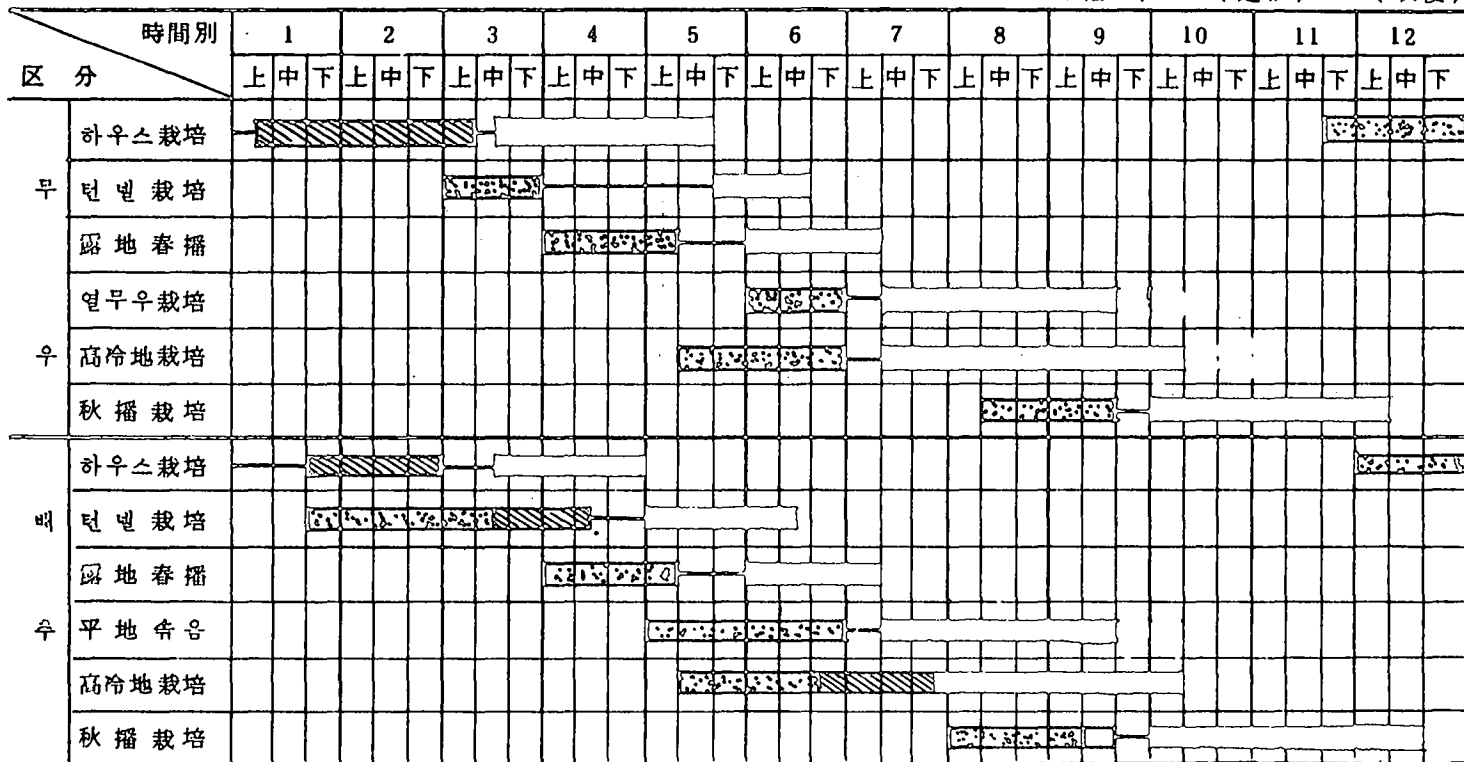 時間別 1 2 3 4 5 6 7 8 9 10 11 12
区分 上 中 下 上 中 下 上 中 下 上 中 下 上 中 下 上 中 下 上 中 下 上 中 下 上 中 下 上 中 下 上 中 下 上 中 下
하우스栽培
무 턴넬栽培
露地春播
열무우栽培
우 高冷地栽培
秋播栽培
하우스栽培
배 턴넬栽培
露地春播
추 平地솎음
高冷地栽培
秋播栽培